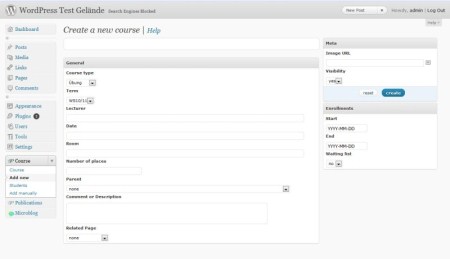 WordPress Test Gelände Search Engines Blocked
New Post
Howdy, admin | Log Out
Help
Dashboard
Posts
Media
Links
Pages
Comments
Appearance
Plugins
Users
Tools
Settings
Course
Course
Add new
Students
Add manually
Publications
Microblog
Create a new course | Help
General
Course type
Übung
Term
Lecturer
Date
Room
Number of places
Parent
none
Comment or Description
Related Page
none
Meta
Image URL
Visibility
reset
create
Enrollments
Start
YYYY-MM-DD
End
YYYY-MM-DD
Waiting list
no